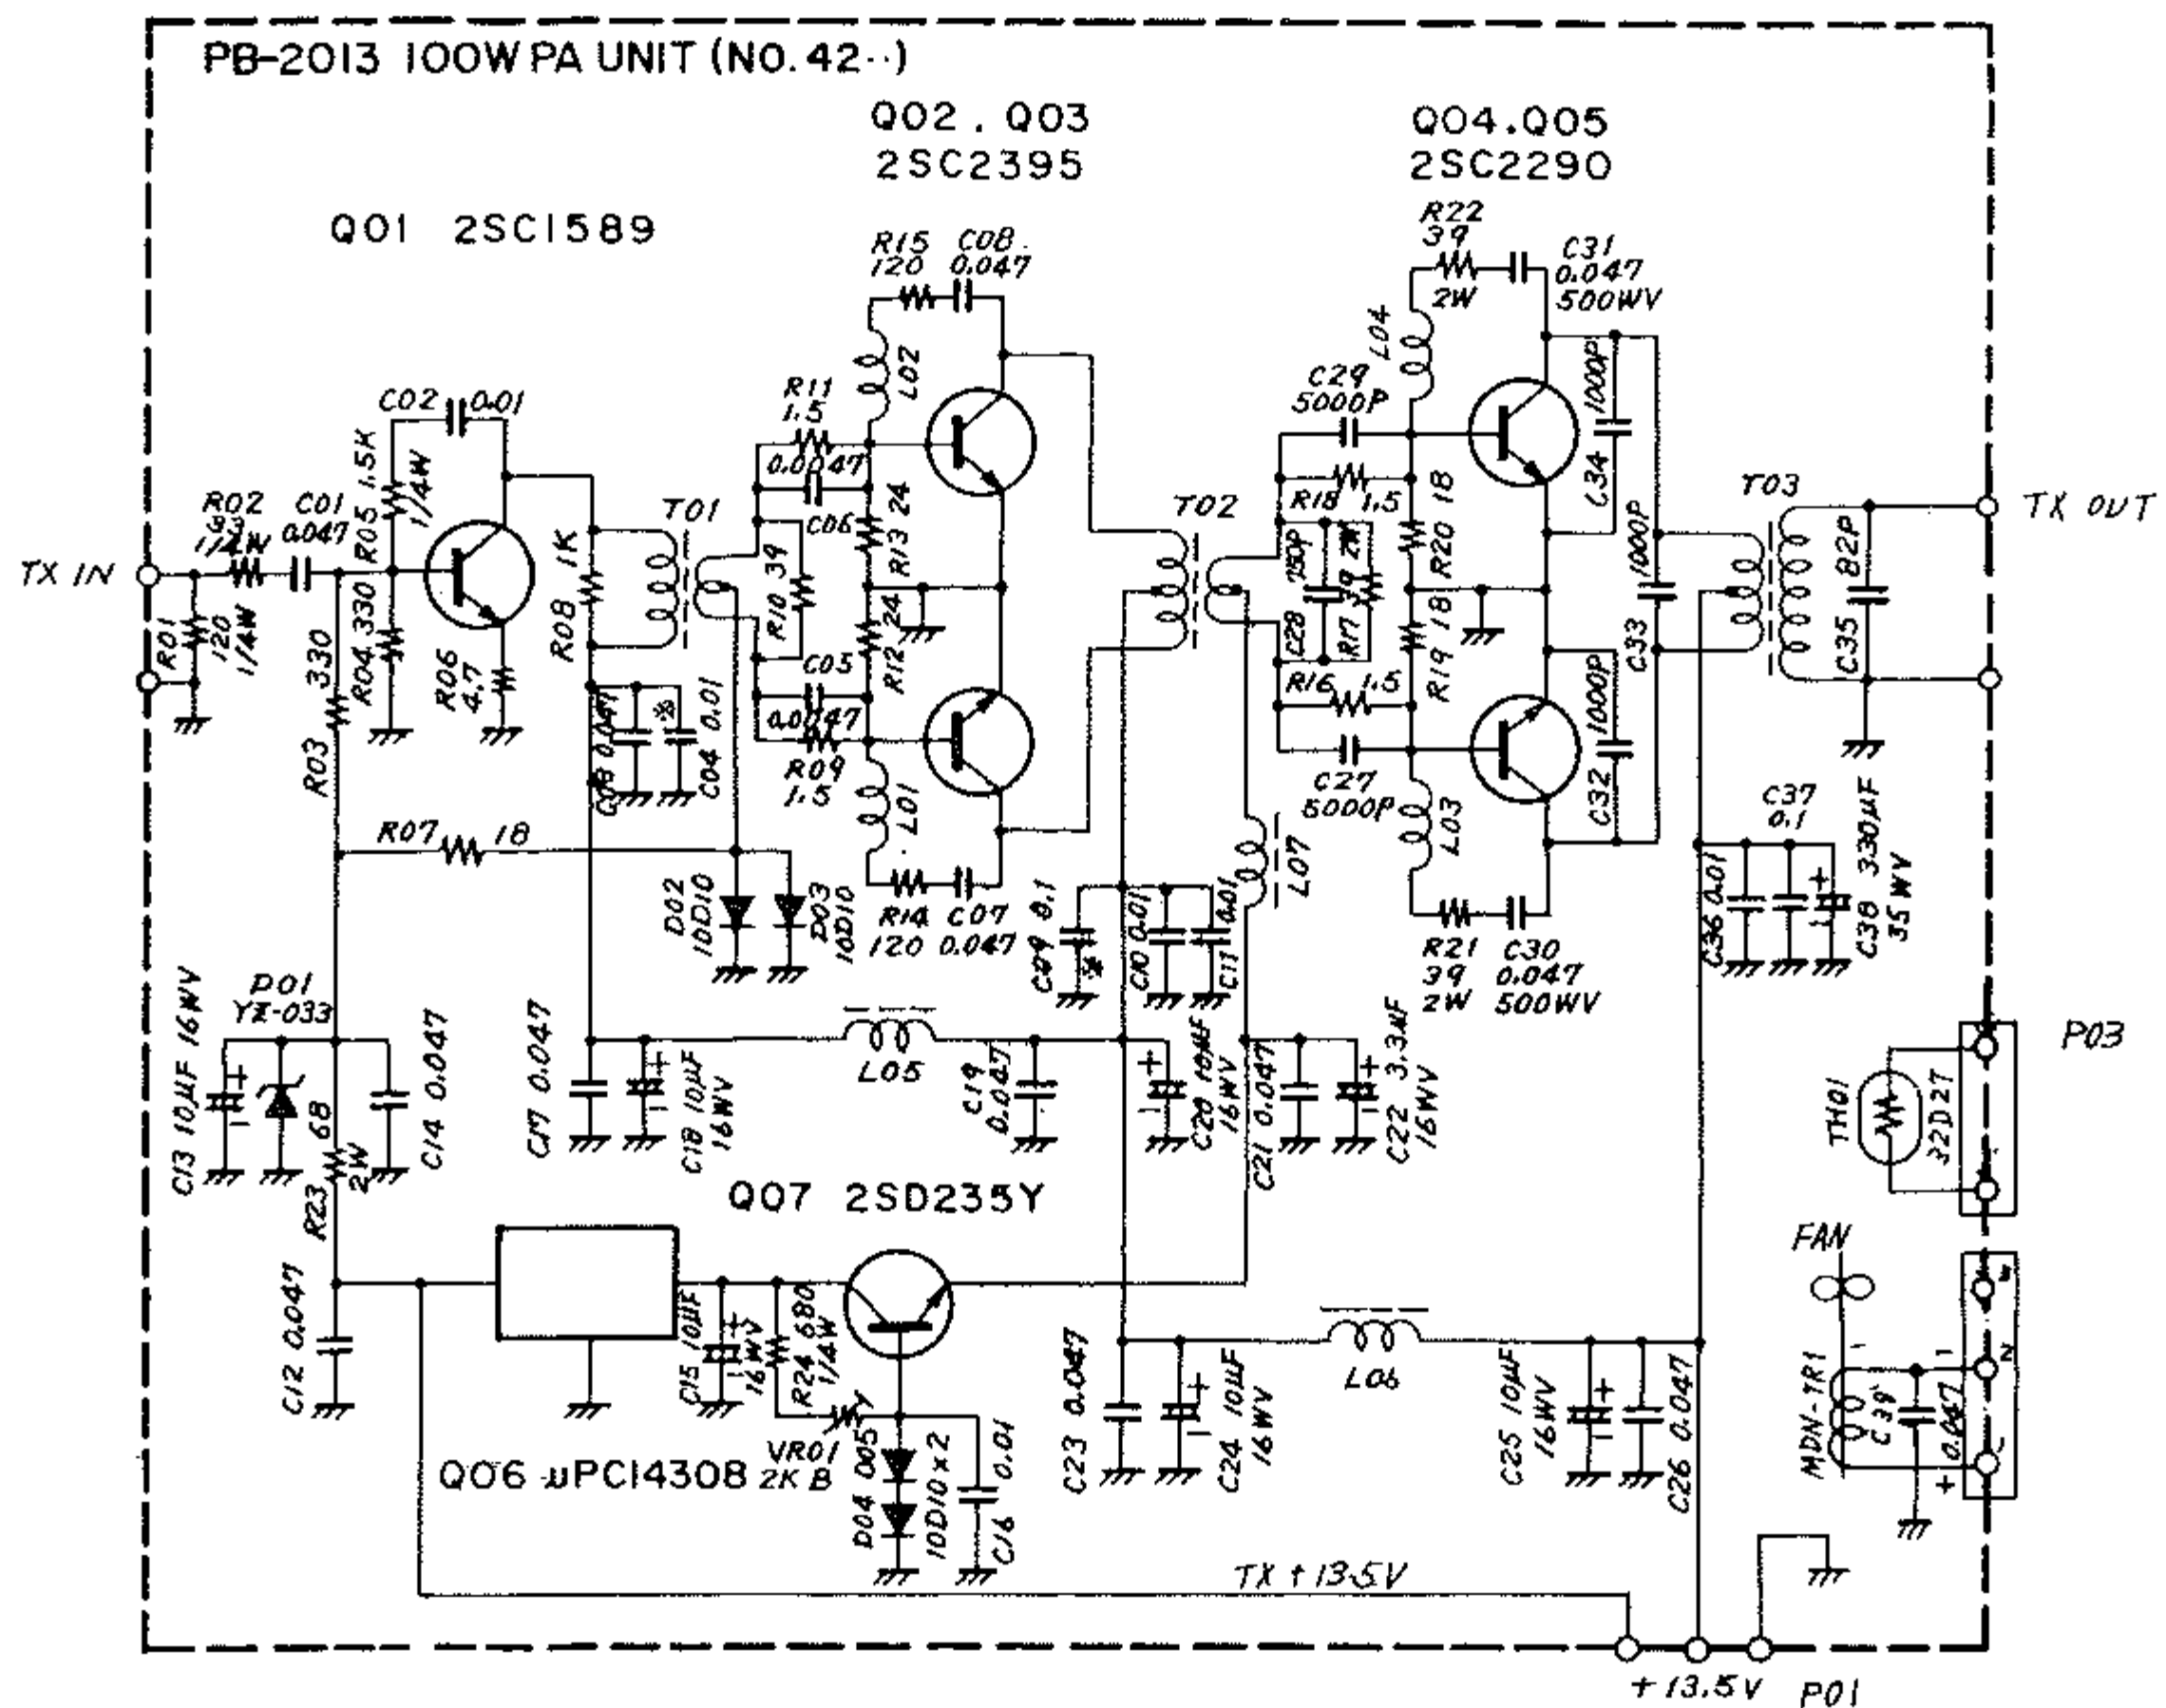 PB-2013 100W PA UNIT (NO. 42··)
Q02. Q03
2SC2395
Q04.Q05
2SC2290
Q01 2SC1589
R15
120
C08
0.047
R22
39
2W
C31
0.047
500WV
L02
L04
C02 0.01
R11
1.5
0.0047
C06
C29
5000P
R18 1.5
1000P
C34
R02
33
1/4W
C01
0.047
R05 1.5K
1/4W
T01
R13 24
T02
R20 18
1000P
C33
T03
TX OUT
TX IN
R01
120
1/4W
R04 330
R06
4.7
R08 1K
R10 39
R12 24
C28 750P
R17 2W
R19 18
82P
C35
330
R03
C05
0.0047
R09
1.5
0.047
※
C04 0.01
R16 1.5
C27
5000P
1000P
C32
L01
L03
L07
R07 18
D02
10D10
D03
10D10
R14
120
C07
0.047
C09 0.1
※
C10 0.01
C11 0.01
R21
39
2W
C30
0.047
500WV
C36 0.01
C37
0.1
C38 330µF
35WV
D01
YZ-033
C13 10µF 16WV
R23 68
2W
C14 0.047
C17 0.047
C18 10µF
16WV
L05
C19
0.047
C20 10µF
16WV
C21 0.047
C22 3.3µF
16WV
P03
TH01
32D27
Q07 2SD235Y
C12 0.047
C15 10µF
16WV
R24 680
1/4W
VR01
2K B
Q06 µPC14308
D04 D05
10D10×2
C16 0.01
C23 0.047
C24 10µF
16WV
L06
C25 10µF
16WV
C26 0.047
FAN
MDN-TR1
C39
0.047
TX +13.5V
+13.5V P01